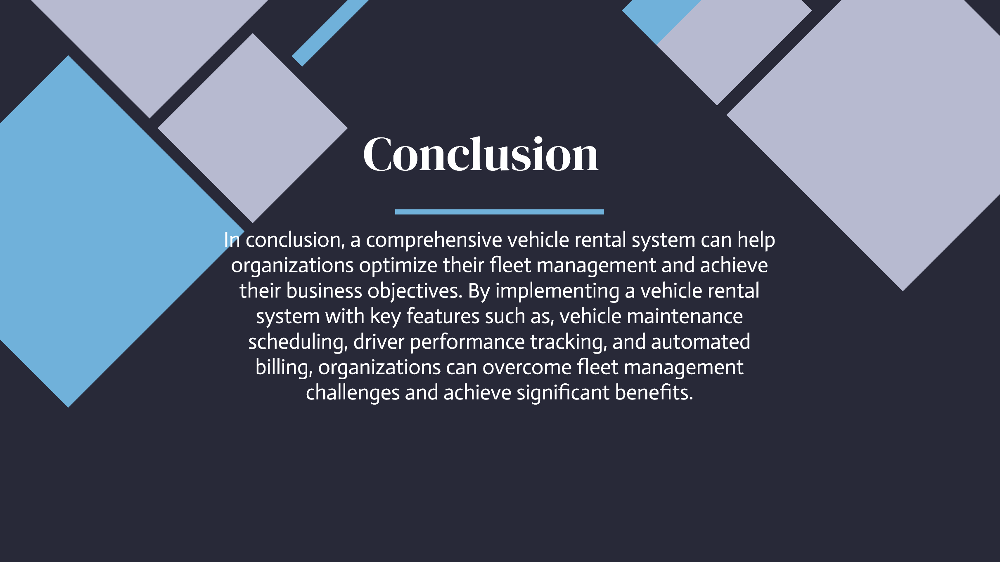 Conclusion
In conclusion, a comprehensive vehicle rental system can help
organizations optimize their fleet management and achieve
their business objectives. By implementing a vehicle rental
system with key features such as, vehicle maintenance
scheduling, driver performance tracking, and automated
billing, organizations can overcome fleet management
challenges and achieve significant benefits.